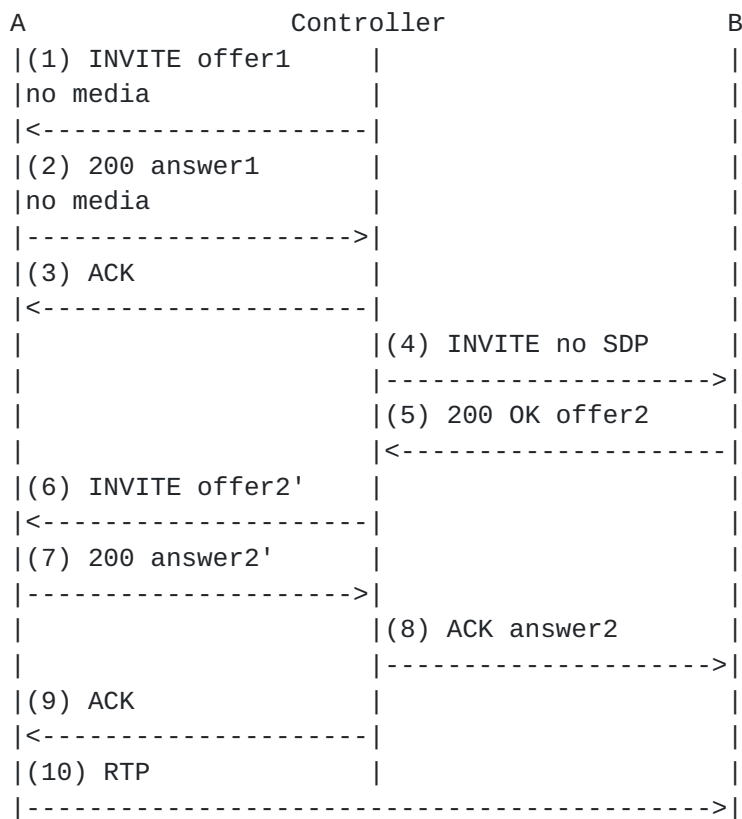 A Controller B
|(1) INVITE offer1 | |
|no media | |
|<---------------------| |
|(2) 200 answer1 | |
|no media | |
|--------------------->| |
|(3) ACK | |
|<---------------------| |
| |(4) INVITE no SDP |
| |--------------------->|
| |(5) 200 OK offer2 |
| |<---------------------|
|(6) INVITE offer2' | |
|<---------------------| |
|(7) 200 answer2' | |
|--------------------->| |
| |(8) ACK answer2 |
| |--------------------->|
|(9) ACK | |
|<---------------------| |
|(10) RTP | |
|-------------------------------------------->|